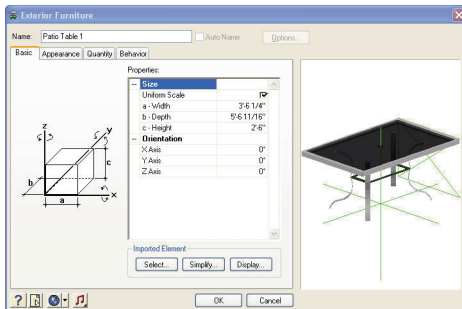 Exterior Furniture
Name: Patio Table 1 Auto Name Options...
Basic Appearance Quantity Behavior
Properties:
Size
Uniform Scale
a - Width 3'-6 1/4"
b - Depth 5'-6 11/16"
c - Height 2'-6"
Orientation
X Axis 0°
Y Axis 0°
Z Axis 0°
z
y
c
b
a
x
Imported Element
Select... Simplify... Display...
? OK Cancel